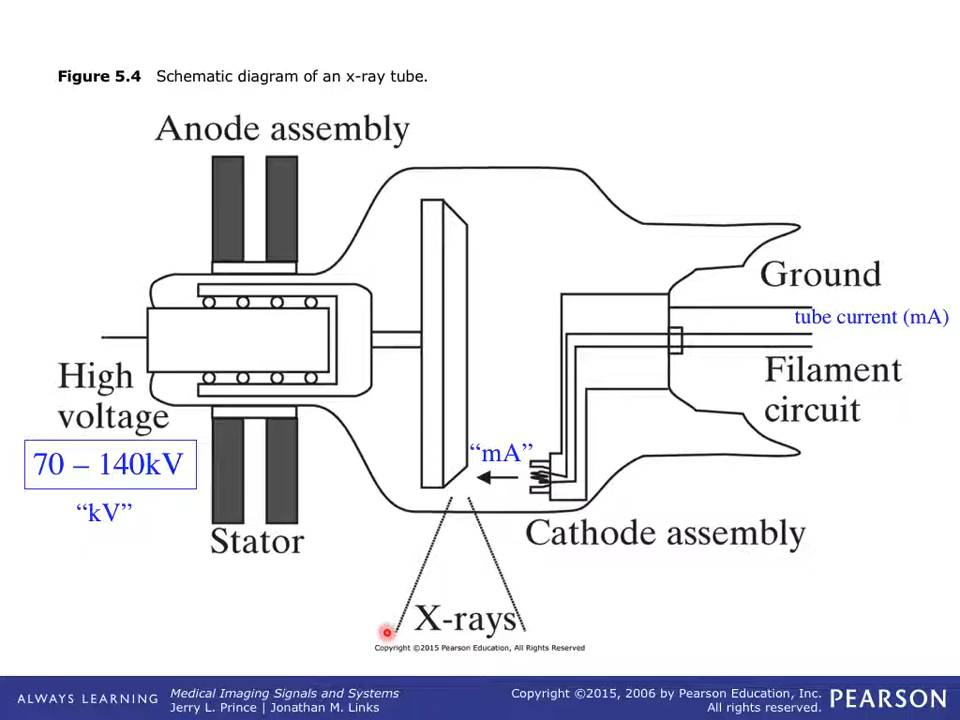 Figure 5.4 Schematic diagram of an x-ray tube.
Anode assembly
Ground
tube current (mA)
High
voltage
Filament
circuit
70 – 140kV
“mA”
“kV”
Stator
Cathode assembly
X-rays
Copyright ©2015 Pearson Education, All Rights Reserved
ALWAYS LEARNING
Medical Imaging Signals and Systems
Jerry L. Prince | Jonathan M. Links
Copyright ©2015, 2006 by Pearson Education, Inc.
All rights reserved.
PEARSON